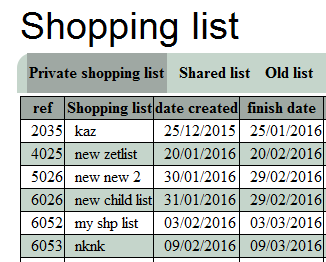 Shopping list
Private shopping list Shared list Old list
ref Shopping list date created finish date
2035 kaz 25/12/2015 25/01/2016
4025 new zetlist 20/01/2016 20/02/2016
5026 new new 2 30/01/2016 29/02/2016
6026 new child list 31/01/2016 29/02/2016
6052 my shp list 03/02/2016 03/03/2016
6053 nknk 09/02/2016 09/03/2016